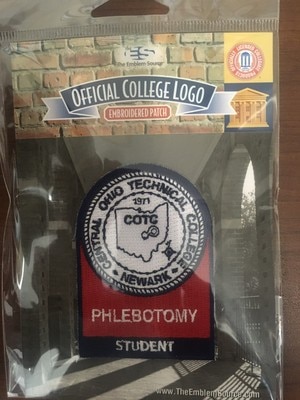 ES
The Emblem Source
OFFICIAL COLLEGE LOGO
EMBROIDERED PATCH
CENTRAL OHIO TECHNICAL COLLEGE
1971
COTC
NEWARK
PHLEBOTOMY
STUDENT
www.TheEmblemSource.com